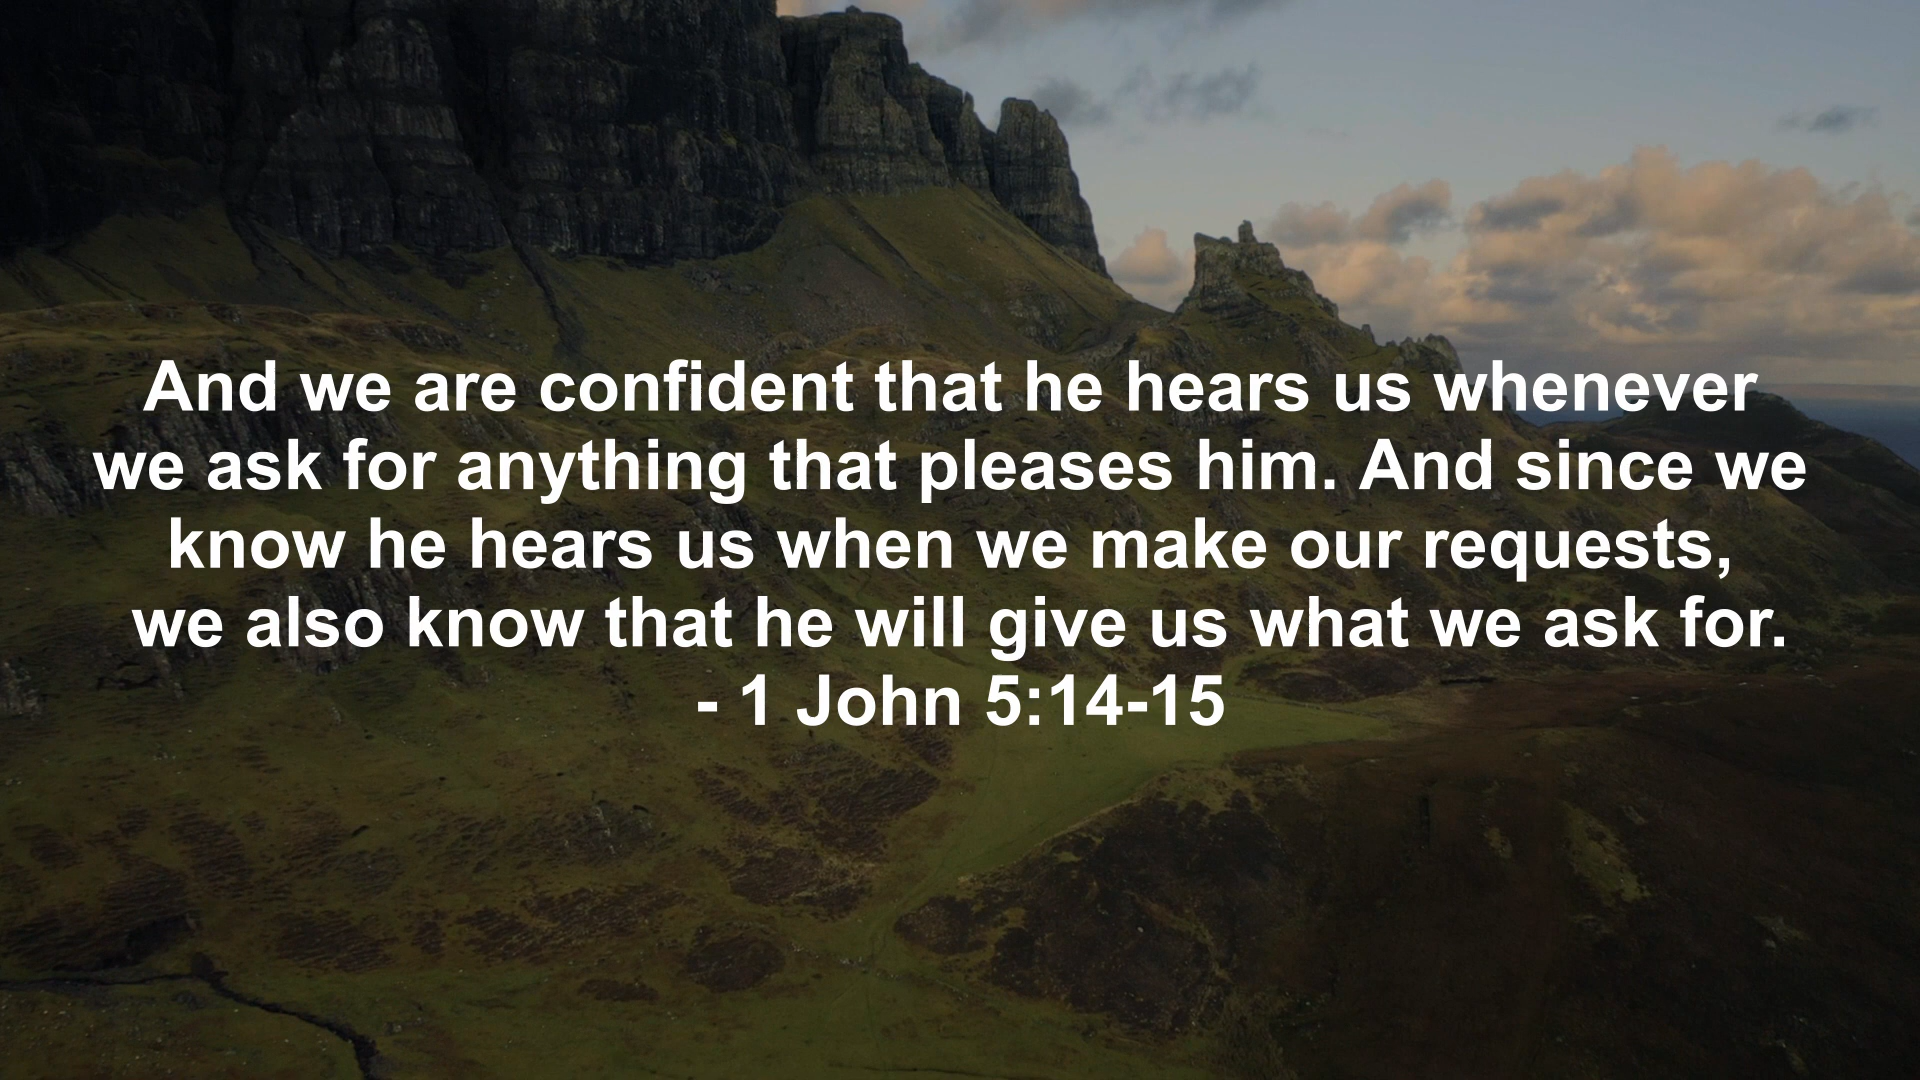 And we are confident that he hears us whenever
we ask for anything that pleases him. And since we
know he hears us when we make our requests,
we also know that he will give us what we ask for.
- 1 John 5:14-15